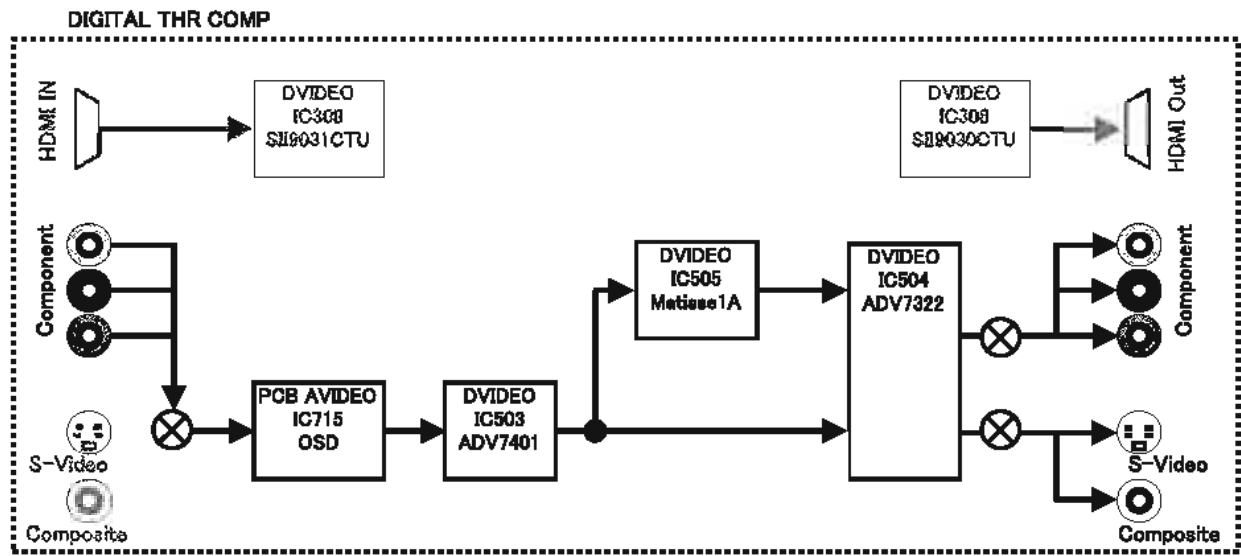 DIGITAL THR COMP
HDMI IN
DVIDEO
IC308
SII9031CTU
DVIDEO
IC308
SII9030CTU
HDMI Out
Component
DVIDEO
IC505
Matisse1A
DVIDEO
IC504
ADV7322
Component
PCB AVIDEO
IC715
OSD
DVIDEO
IC503
ADV7401
S-Video
Composite
S-Video
Composite